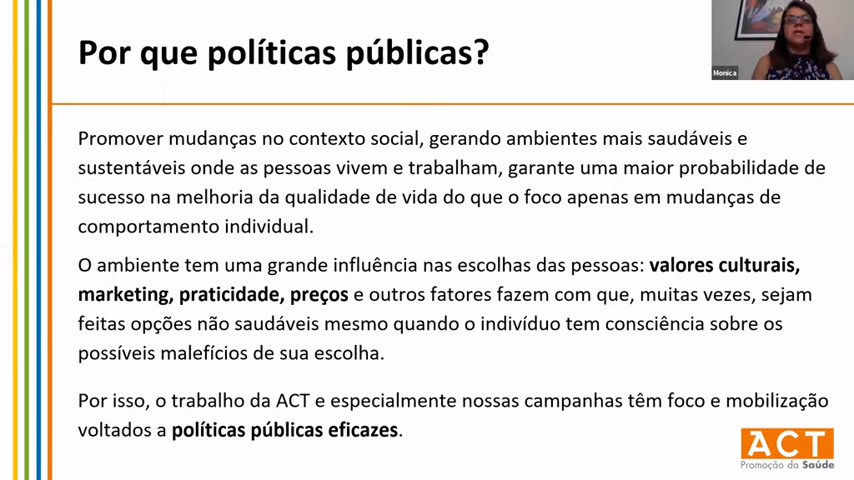 Por que políticas públicas?
Monica
Promover mudanças no contexto social, gerando ambientes mais saudáveis e
sustentáveis onde as pessoas vivem e trabalham, garante uma maior probabilidade de
sucesso na melhoria da qualidade de vida do que o foco apenas em mudanças de
comportamento individual.
O ambiente tem uma grande influência nas escolhas das pessoas: valores culturais,
marketing, praticidade, preços e outros fatores fazem com que, muitas vezes, sejam
feitas opções não saudáveis mesmo quando o indivíduo tem consciência sobre os
possíveis malefícios de sua escolha.
Por isso, o trabalho da ACT e especialmente nossas campanhas têm foco e mobilização
voltados a políticas públicas eficazes.
ACT
Promoção da Saúde